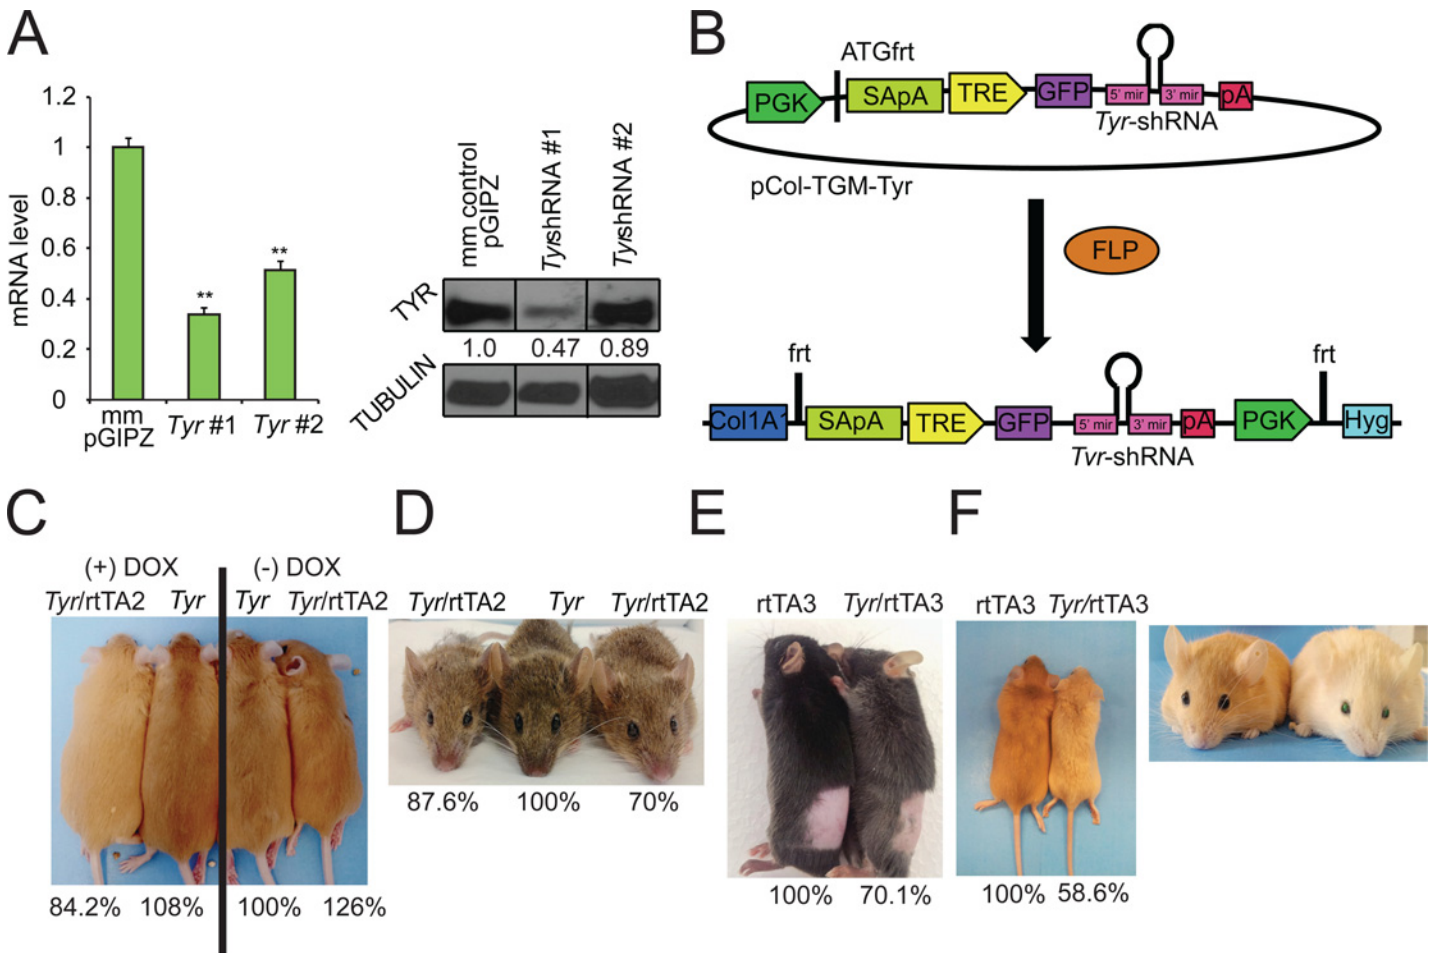 A
1.2
1
0.8
0.6
0.4
0.2
0
mRNA level
**
**
mm pGIPZ
Tyr #1
Tyr #2
mm control pGIPZ
TyrshRNA #1
TyrshRNA #2
TYR
1.0 0.47 0.89
TUBULIN
B
ATGfrt
PGK SApA TRE GFP 5' mir 3' mir pA
Tyr-shRNA
pCol-TGM-Tyr
FLP
frt frt
Col1A1 SApA TRE GFP 5' mir 3' mir pA PGK Hyg
Tvr-shRNA
C
(+) DOX (-) DOX
Tyr/rtTA2 Tyr Tyr Tyr/rtTA2
84.2% 108% 100% 126%
D
Tyr/rtTA2 Tyr Tyr/rtTA2
87.6% 100% 70%
E
rtTA3 Tyr/rtTA3
100% 70.1%
F
rtTA3 Tyr/rtTA3
100% 58.6%